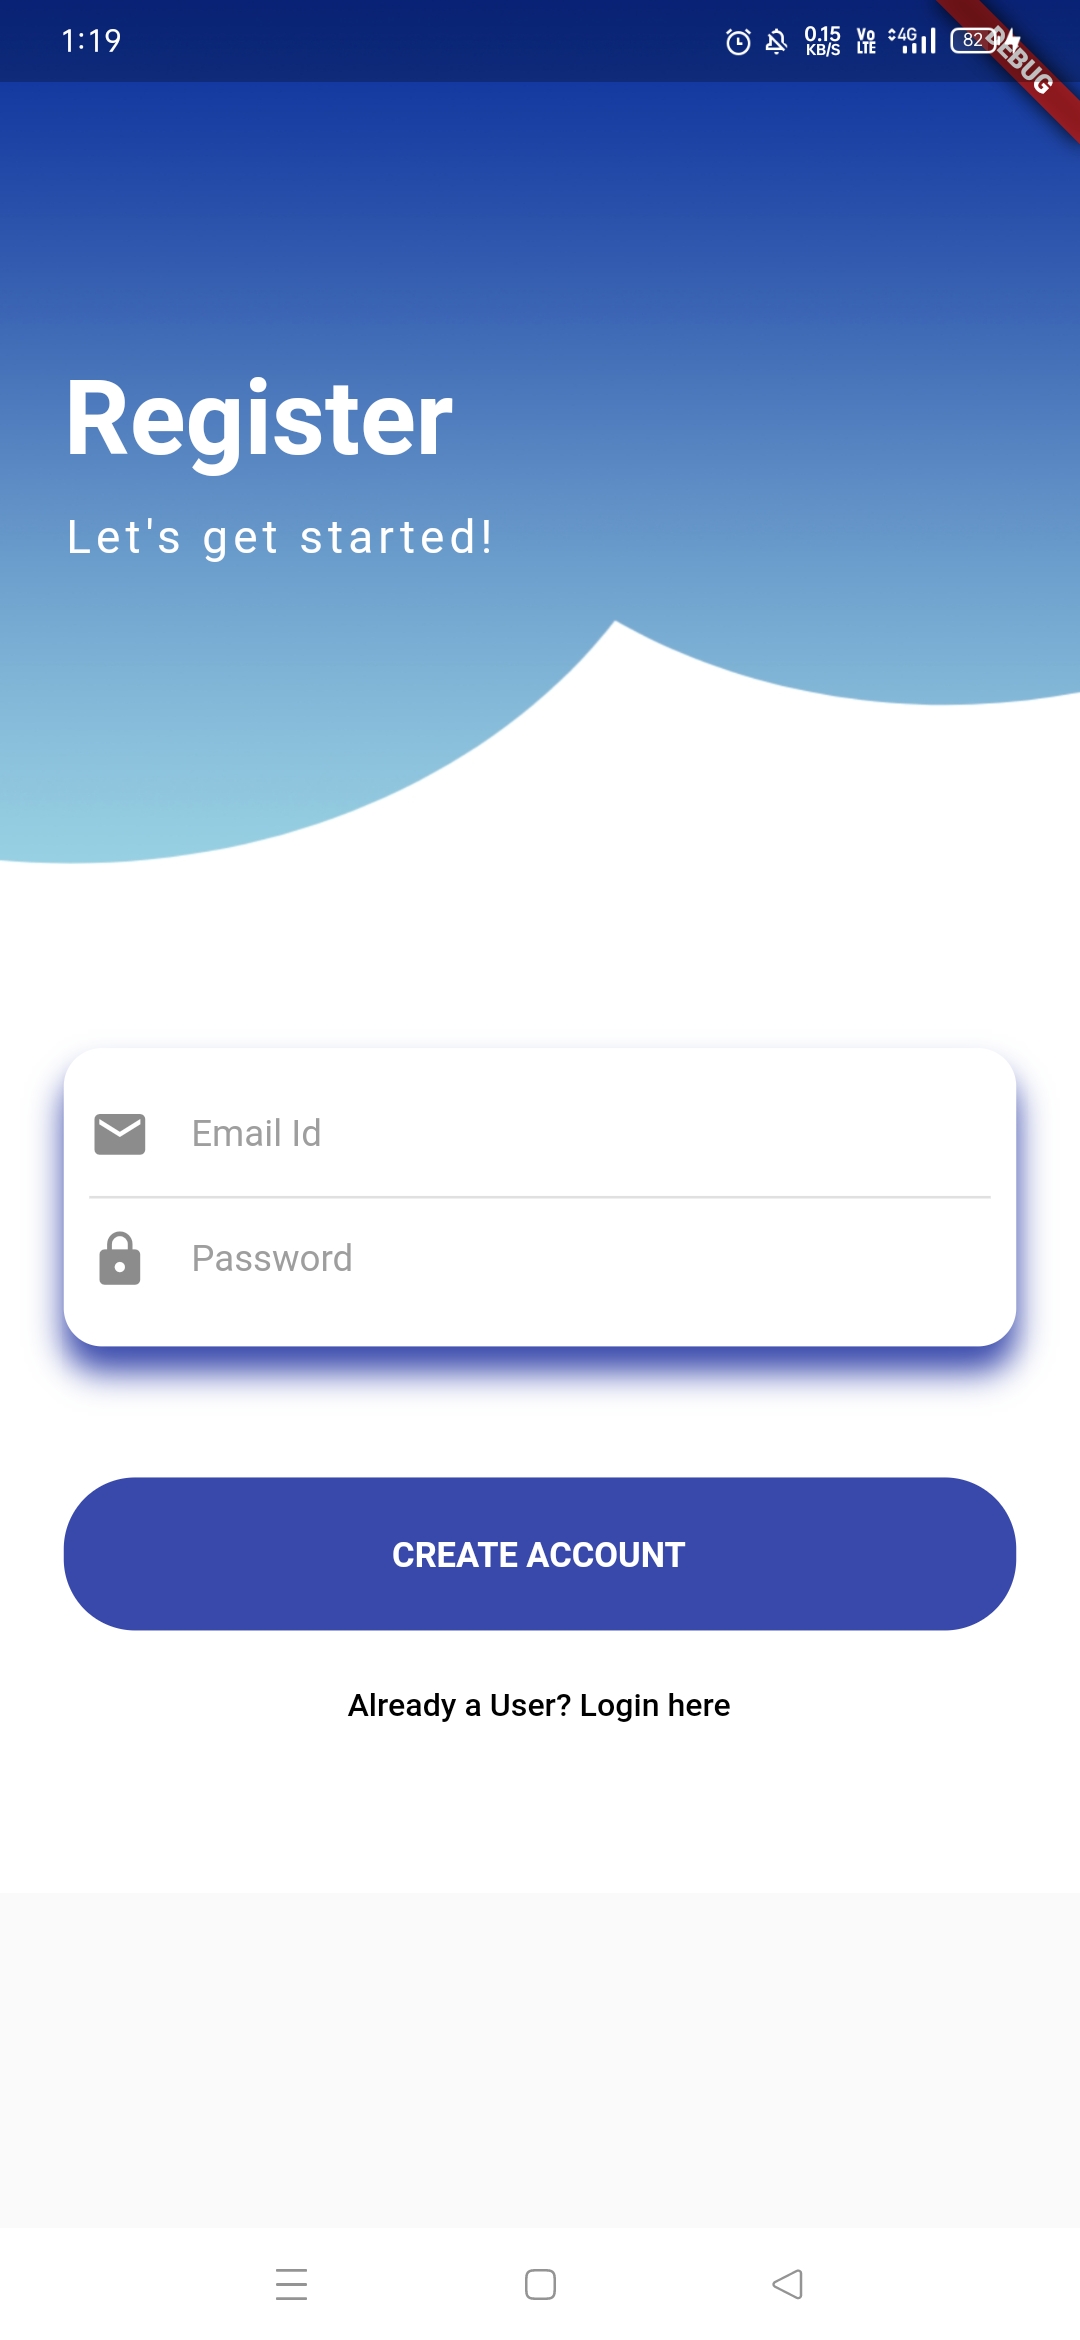 1:19
0.15
KB/S
Vo
LTE
4G
82
DEBUG
Register
Let's get started!
Email Id
Password
CREATE ACCOUNT
Already a User? Login here